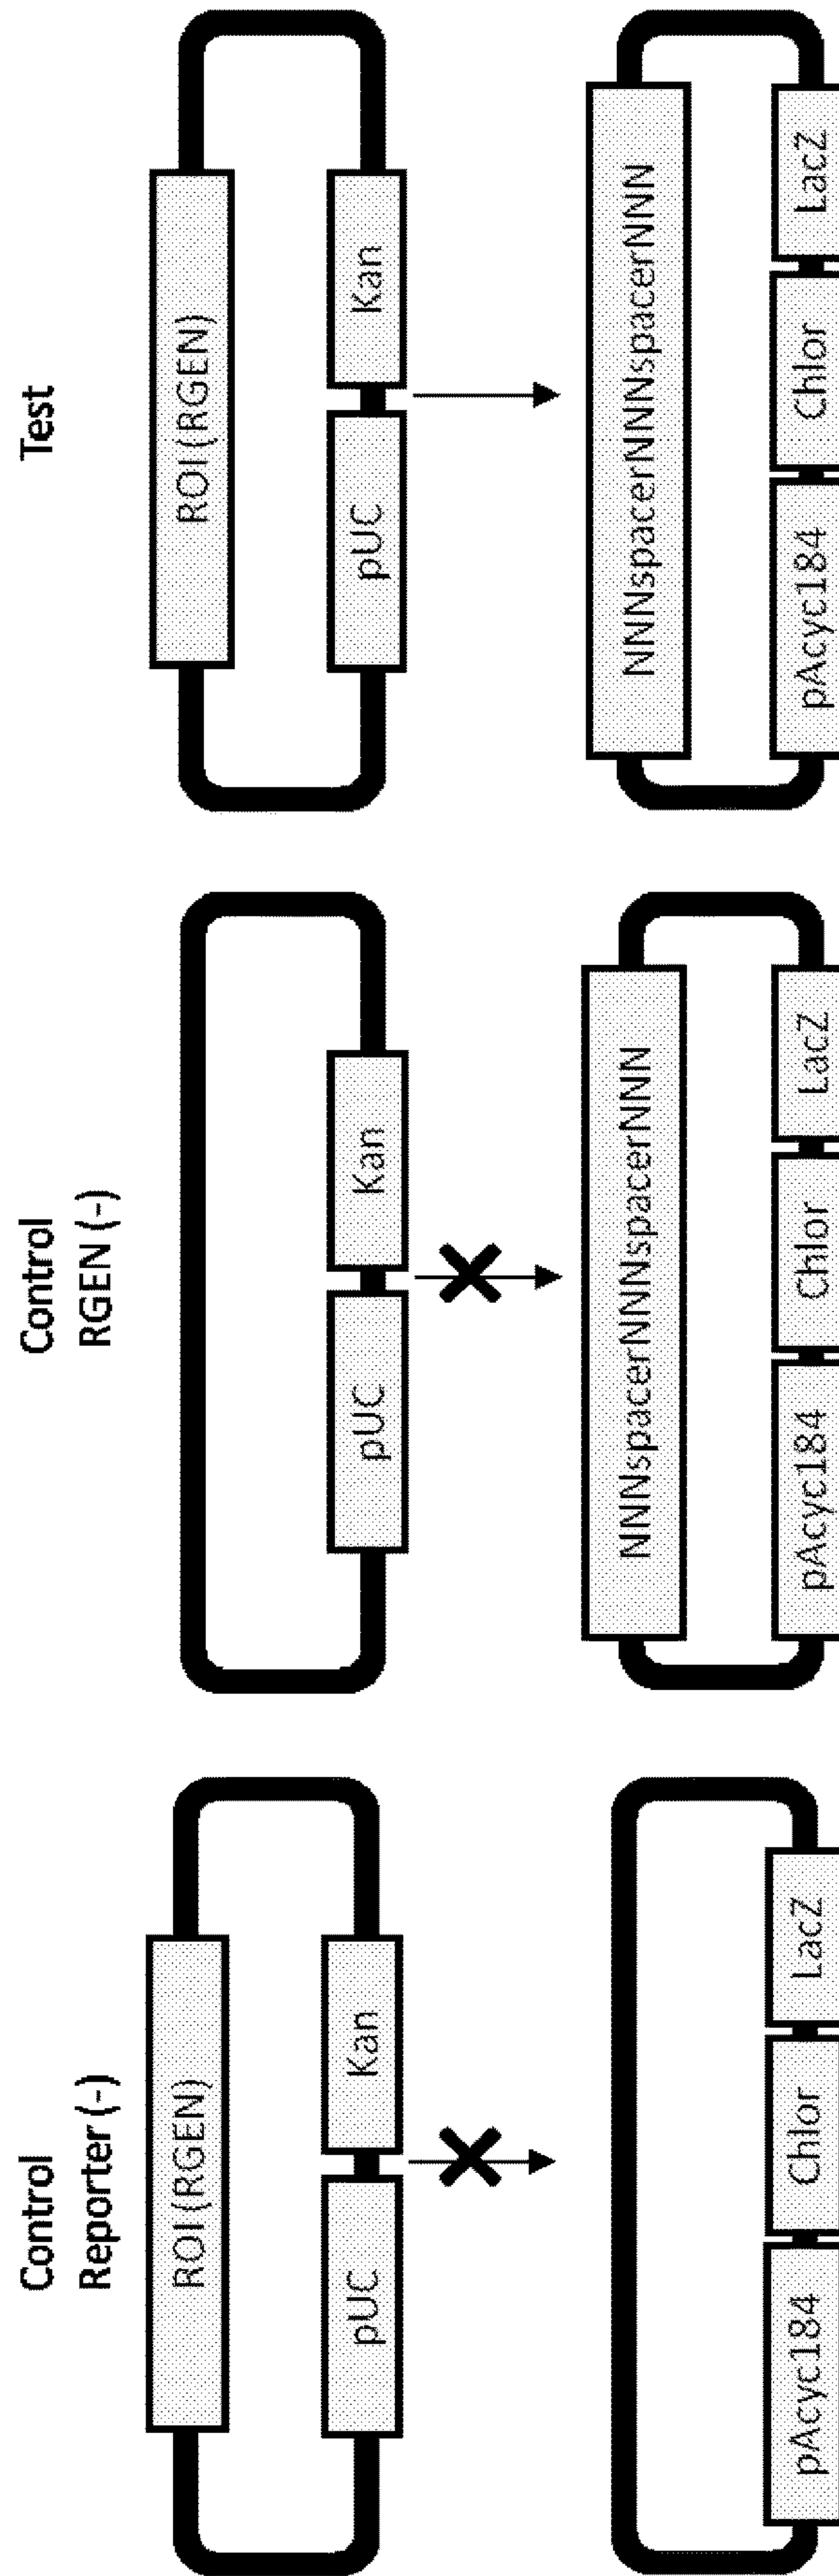 Control
Reporter (-)
ROI (RGEN)
pUC
Kan
pAcyc184
Chlor
LacZ
Control
RGEN (-)
pUC
Kan
NNNspacerNNNspacerNNN
pAcyc184
Chlor
LacZ
Test
ROI (RGEN)
pUC
Kan
NNNspacerNNNspacerNNN
pAcyc184
Chlor
LacZ